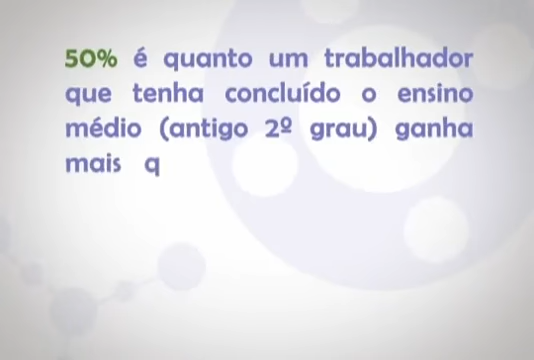 50% é quanto um trabalhador
que tenha concluído o ensino
médio (antigo 2º grau) ganha
mais q